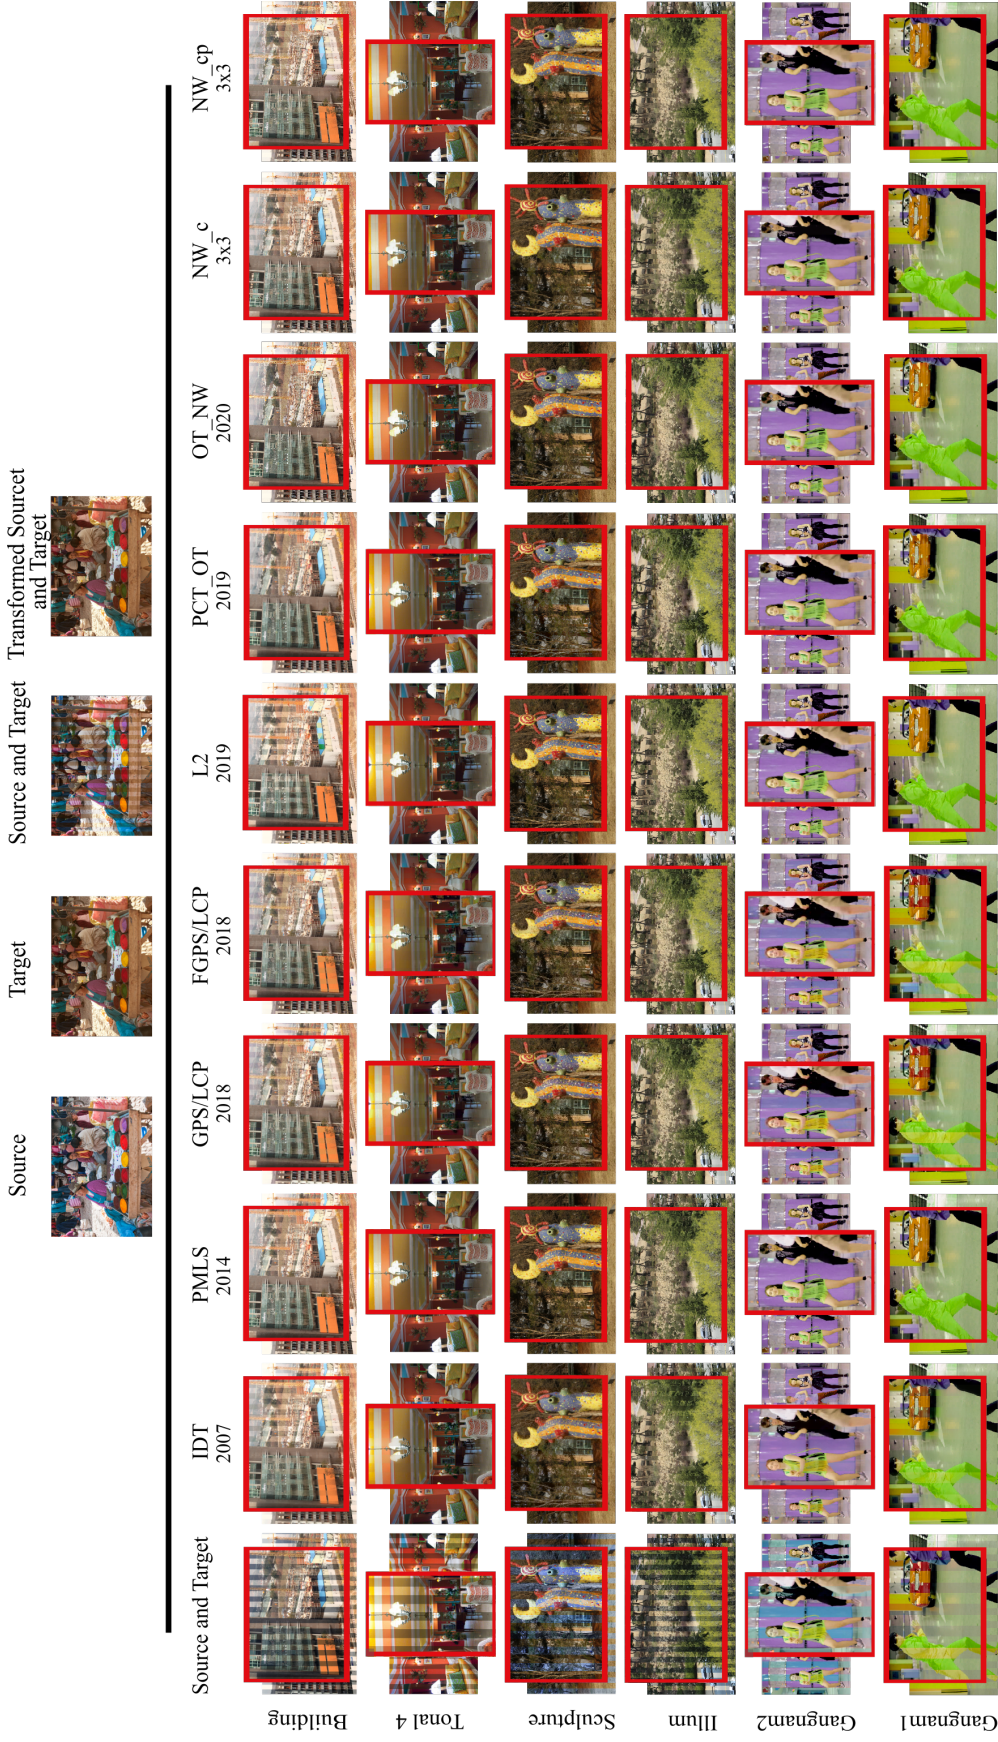 Source
Target
Source and Target
Transformed Sourcet
and Target
Source and Target
IDT
2007
PMLS
2014
GPS/LCP
2018
FGPS/LCP
2018
L2
2019
PCT_OT
2019
OT_NW
2020
NW_c
3x3
NW_cp
3x3
Building
Tonal 4
Sculpture
Illum
Gangnam2
Gangnam1